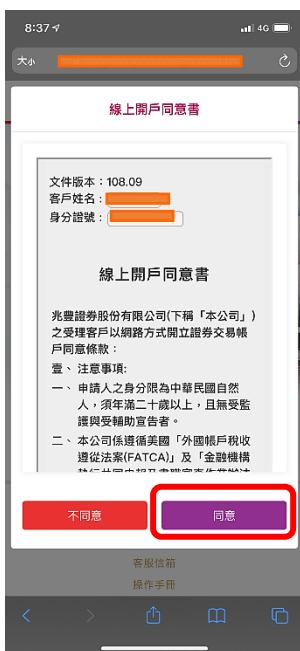 8:37
4G
大小
線上開戶同意書
文件版本：108.09
客戶姓名：
身分證號：
線上開戶同意書
兆豐證券股份有限公司(下稱「本公司」)
之受理客戶以網路方式開立證券交易帳
戶同意條款：
壹、 注意事項:
一、 申請人之身分限為中華民國自然
人，須年滿二十歲以上，且無受監
護與受輔助宣告者。
二、 本公司係遵循美國「外國帳戶稅收
遵從法案(FATCA)」及「金融機構
不同意
同意
客服信箱
操作手冊